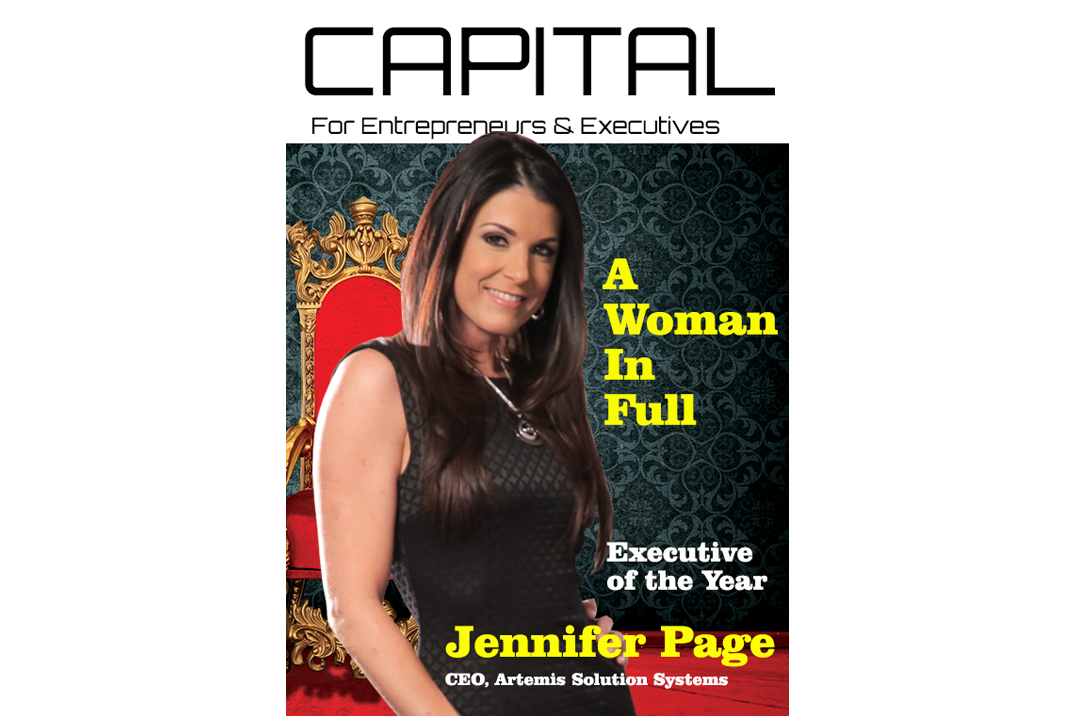 CAPITAL
For Entrepreneurs & Executives
A
Woman
In
Full
Executive
of the Year
Jennifer Page
CEO, Artemis Solution Systems